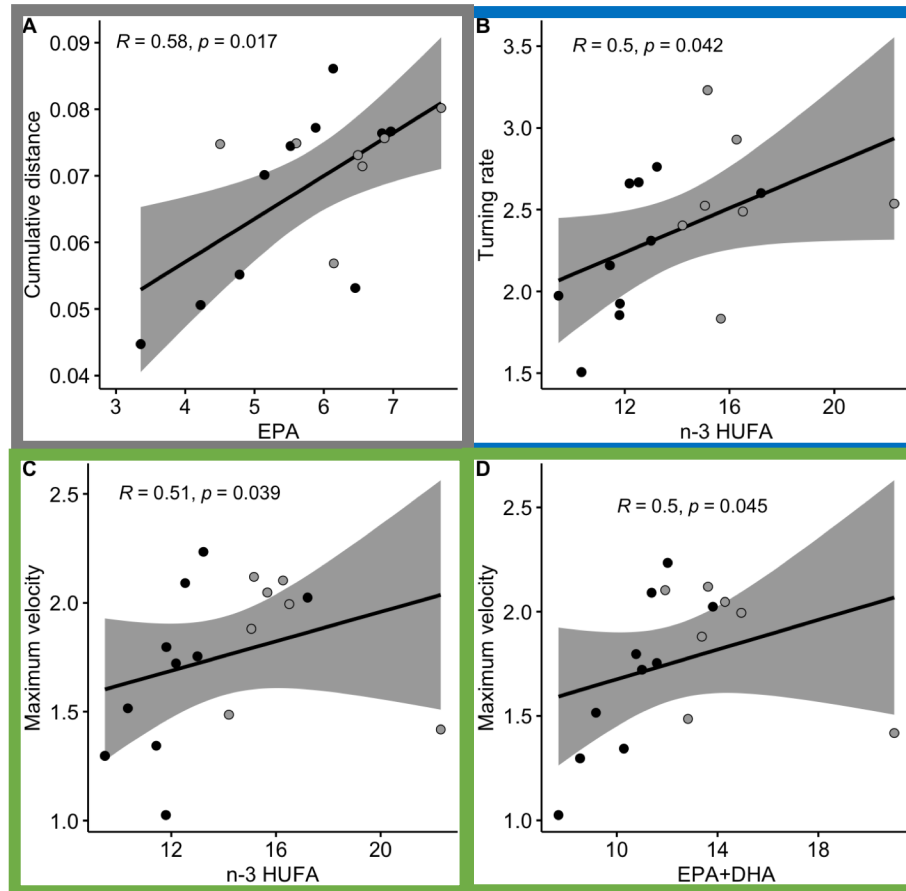 A
R = 0.58, p = 0.017
Cumulative distance
0.09
0.08
0.07
0.06
0.05
0.04
3 4 5 6 7
EPA
B
R = 0.5, p = 0.042
Turning rate
3.5
3.0
2.5
2.0
1.5
12 16 20
n-3 HUFA
C
R = 0.51, p = 0.039
Maximum velocity
2.5
2.0
1.5
1.0
12 16 20
n-3 HUFA
D
R = 0.5, p = 0.045
Maximum velocity
2.5
2.0
1.5
1.0
10 14 18
EPA+DHA